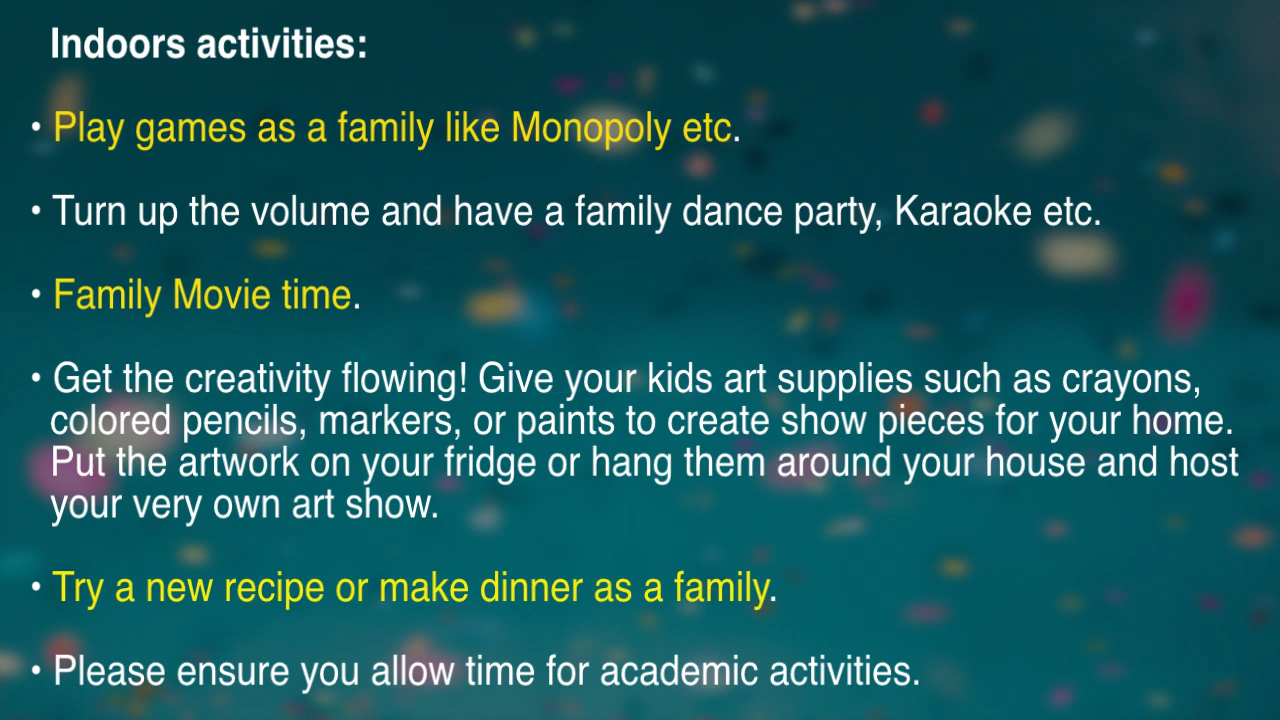 Indoors activities:
• Play games as a family like Monopoly etc.
• Turn up the volume and have a family dance party, Karaoke etc.
• Family Movie time.
• Get the creativity flowing! Give your kids art supplies such as crayons,
colored pencils, markers, or paints to create show pieces for your home.
Put the artwork on your fridge or hang them around your house and host
your very own art show.
• Try a new recipe or make dinner as a family.
• Please ensure you allow time for academic activities.